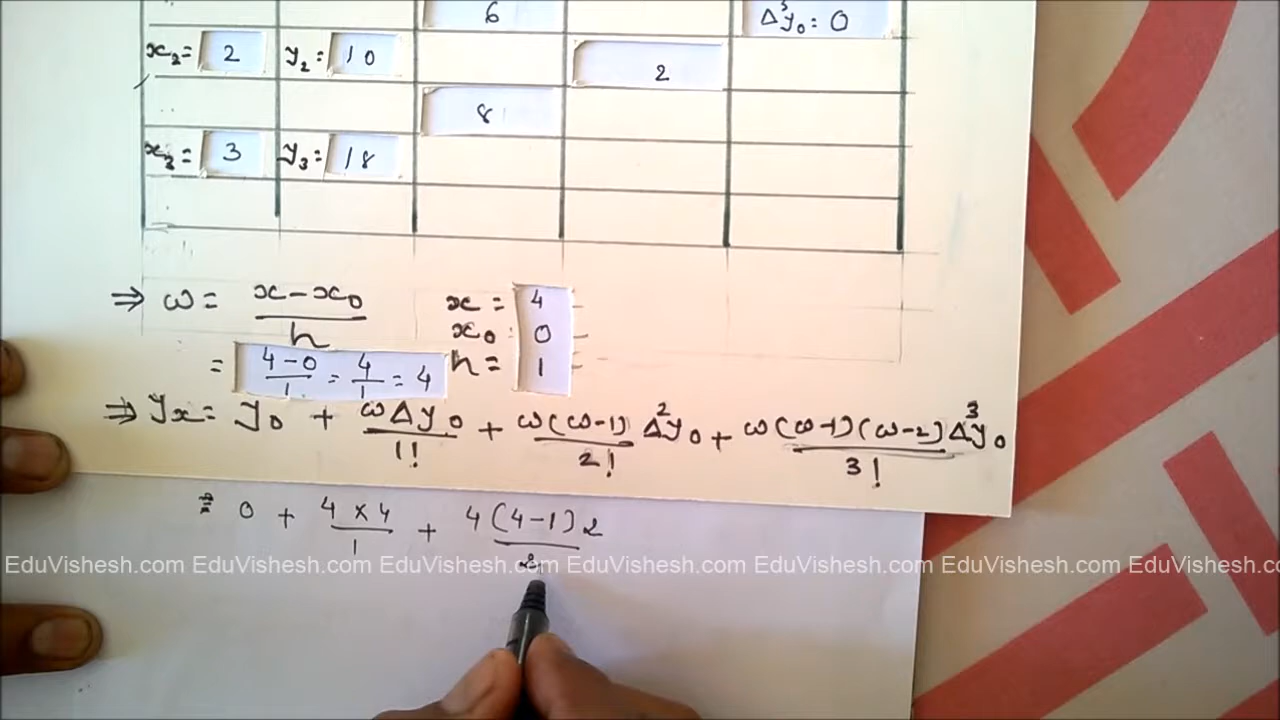 6 Δ³y₀: 0
x₂= 2 y₂: 10 2
8
x₃= 3 y₃= 18
⇒ ω = (x-x₀)/h x = 4
x₀: 0
= (4-0)/1 = 4/1 = 4 h = 1
⇒ yx = y₀ + ωΔy₀/1! + ω(ω-1)/2! Δ²y₀ + ω(ω-1)(ω-2)Δ³y₀/3!
= 0 + 4×4/1 + 4(4-1)2/2
EduVishesh.com EduVishesh.com EduVishesh.com EduVishesh.com EduVishesh.com EduVishesh.com EduVishesh.com